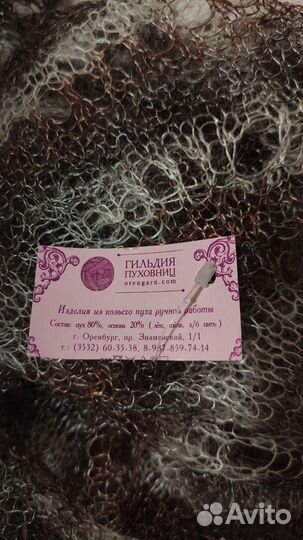 ГИЛЬДИЯ
ПУХОВНИЦ
orengarn.com
Изделия из козьего пуха ручной работы
Состав: пух 80%, основа 20% ( лён, шёлк, х/б нить )
г. Оренбург, пр. Знаменский, 1/1
т.: (3532) 60-35-38, 8-987-859-74-14
Avito